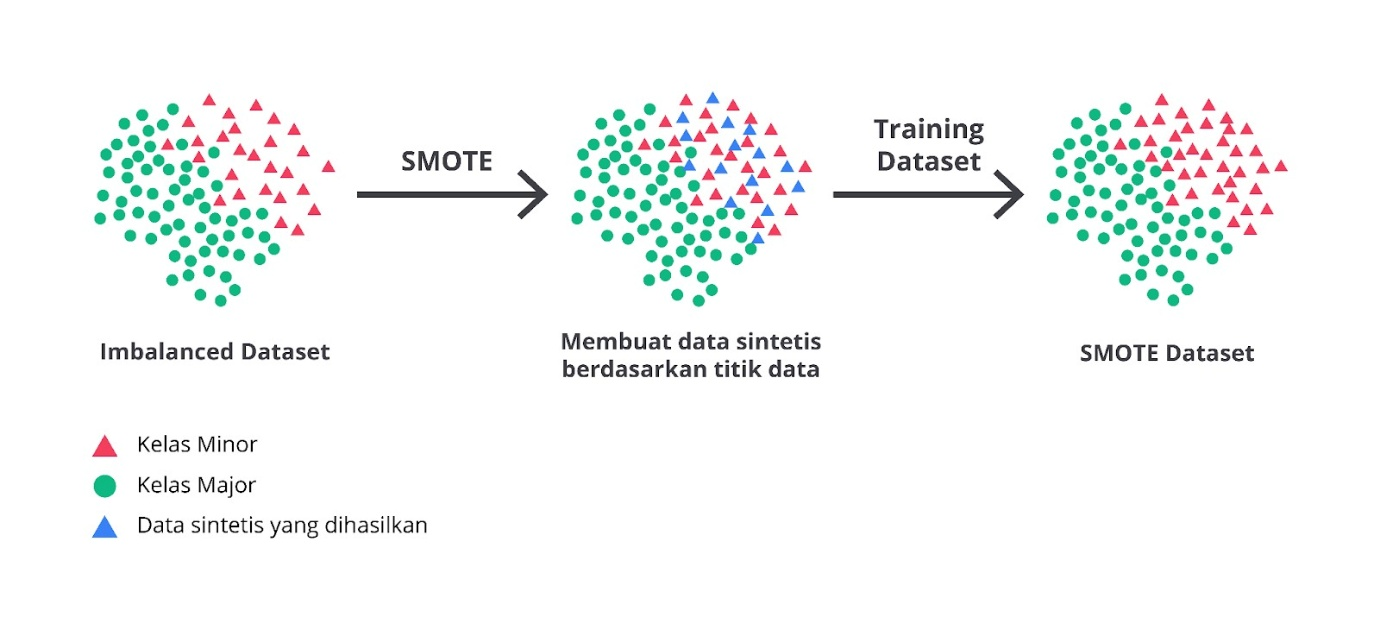 SMOTE
Training
Dataset
Imbalanced Dataset
Membuat data sintetis
berdasarkan titik data
SMOTE Dataset
Kelas Minor
Kelas Major
Data sintetis yang dihasilkan